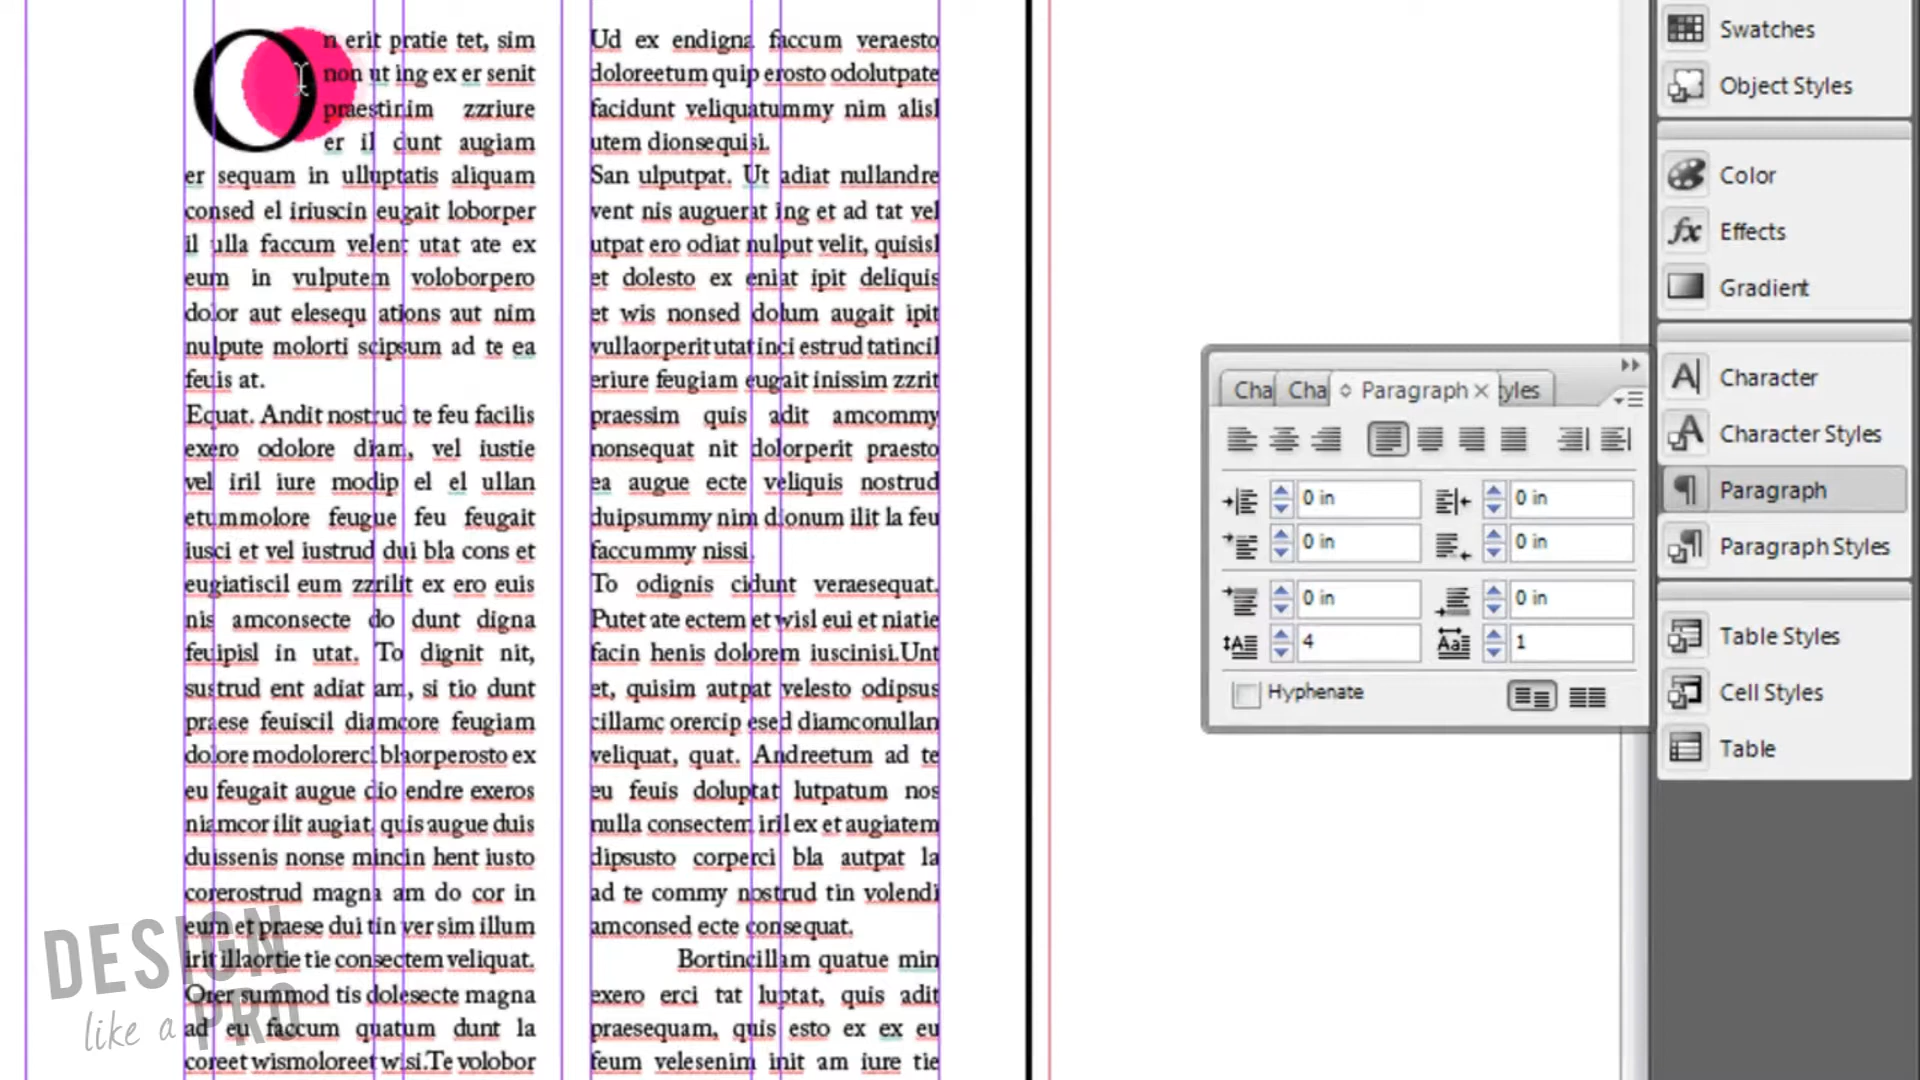 On erit pratie tet, sim
non ut ing ex er senit
praestinim zzriure
er il dunt augiam
er sequam in ulluptatis aliquam
consed el iriuscin eugait loborper
il ulla faccum velent utat ate ex
eum in vulputem voloborpero
dolor aut elesequ ations aut nim
nulpute molorti scipsum ad te ea
feuis at.
Equat. Andit nostrud te feu facilis
exero odolore diam, vel iustie
vel iril iure modip el el ullan
etummolore feugue feu feugait
iusci et vel iustrud dui bla cons et
eugiatiscil eum zzrilit ex ero euis
nis amconsecte do dunt digna
feuipisl in utat. To dignit nit,
sustrud ent adiat am, si tio dunt
praese feuiscil diamcore feugiam
dolore modolorercl blaorperosto ex
eu feugait augue dio endre exeros
niamcor ilit augiat, quis augue duis
duissenis nonse mincin hent iusto
corerostrud magna am do cor in
eum et praese dui tin ver sim illum
irit illaortie tie consectem veliquat.
Orer summod tis dolesecte magna
ad eu faccum quatum dunt la
coreet wismoloreet wisi.Te volobor
Ud ex endigna faccum veraesto
doloreetum quip erosto odolutpate
facidunt veliquatummy nim alisl
utem dionsequisi.
San ulputpat. Ut adiat nullandre
vent nis auguerat ing et ad tat vel
utpat ero odiat nulput velit, quisisl
et dolesto ex eniat ipit deliquis
et wis nonsed dolum augait ipit
vullaorperit utat inci estrud tatincil
eriure feugiam eugait inissim zzrit
praessim quis adit amcommy
nonsequat nit dolorperit praesto
ea augue ecte veliquis nostrud
duipsummy nim dionum ilit la feu
faccummy nissi.
To odignis cidunt veraesequat.
Putet ate ectem et wisl eui et niatie
facin henis dolorem iuscinisi.Unt
et, quisim autpat velesto odipsus
cillamc orercip esed diamconullan
veliquat, quat. Andreetum ad te
eu feuis doluptat lutpatum nos
nulla consectem iril ex et augiatem
dipsusto corperci bla autpat la
ad te commy nostrud tin volendi
amconsed ecte consequat.
Bortincillam quatue min
exero erci tat luptat, quis adit
praesequam, quis esto ex ex eu
feum velesenim init am iure tie
Cha Cha Paragraph tyles
0 in 0 in
0 in 0 in
0 in 0 in
4 1
Hyphenate
Swatches
Object Styles
Color
Effects
Gradient
Character
Character Styles
Paragraph
Paragraph Styles
Table Styles
Cell Styles
Table
DESIGN
like a PRO